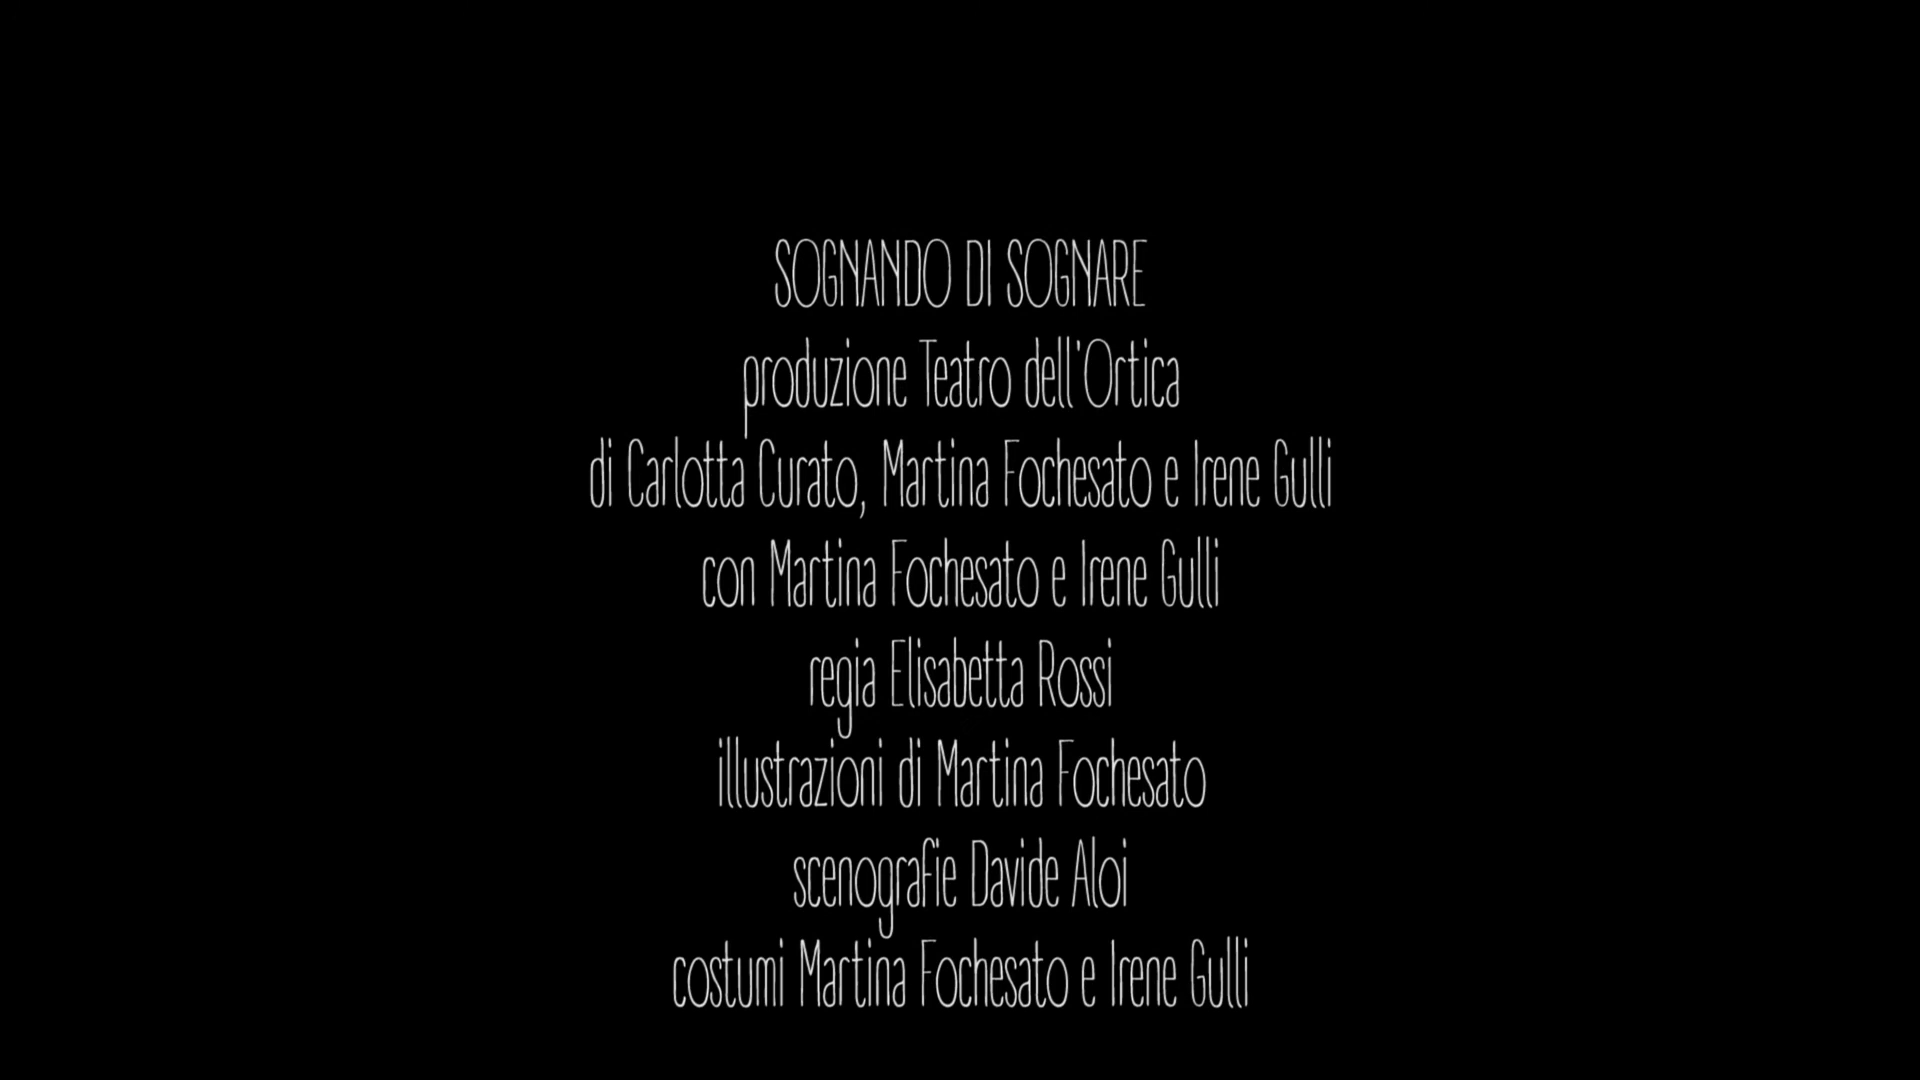 SOGNANDO DI SOGNARE
produzione Teatro dell'Ortica
di Carlotta Curato, Martina Fochesato e Irene Gulli
con Martina Fochesato e Irene Gulli
regia Elisabetta Rossi
illustrazioni di Martina Fochesato
scenografie Davide Aloi
costumi Martina Fochesato e Irene Gulli